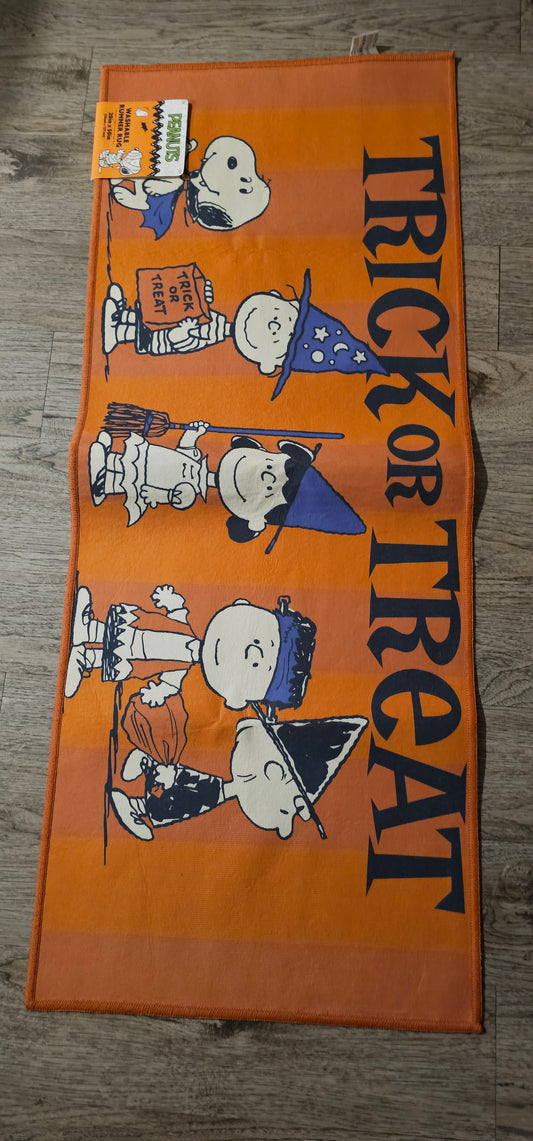 TRICK OR TREAT
TRICK
OR
TREAT
PEANUTS
WASHABLE
RUNNER RUG